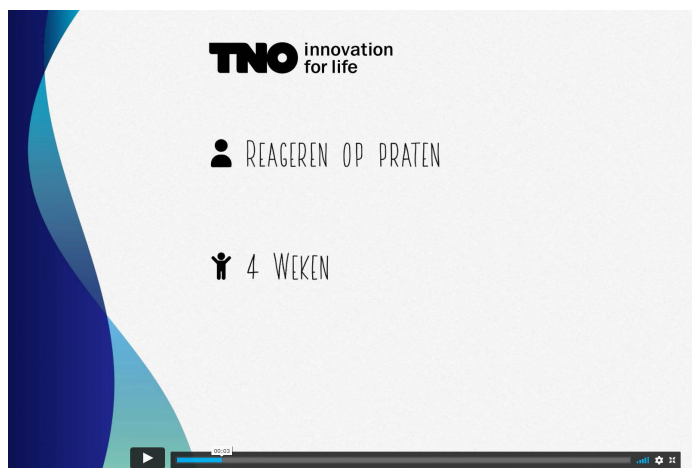 TNO innovation
for life
REAGEREN OP PRATEN
4 WEKEN
00:03